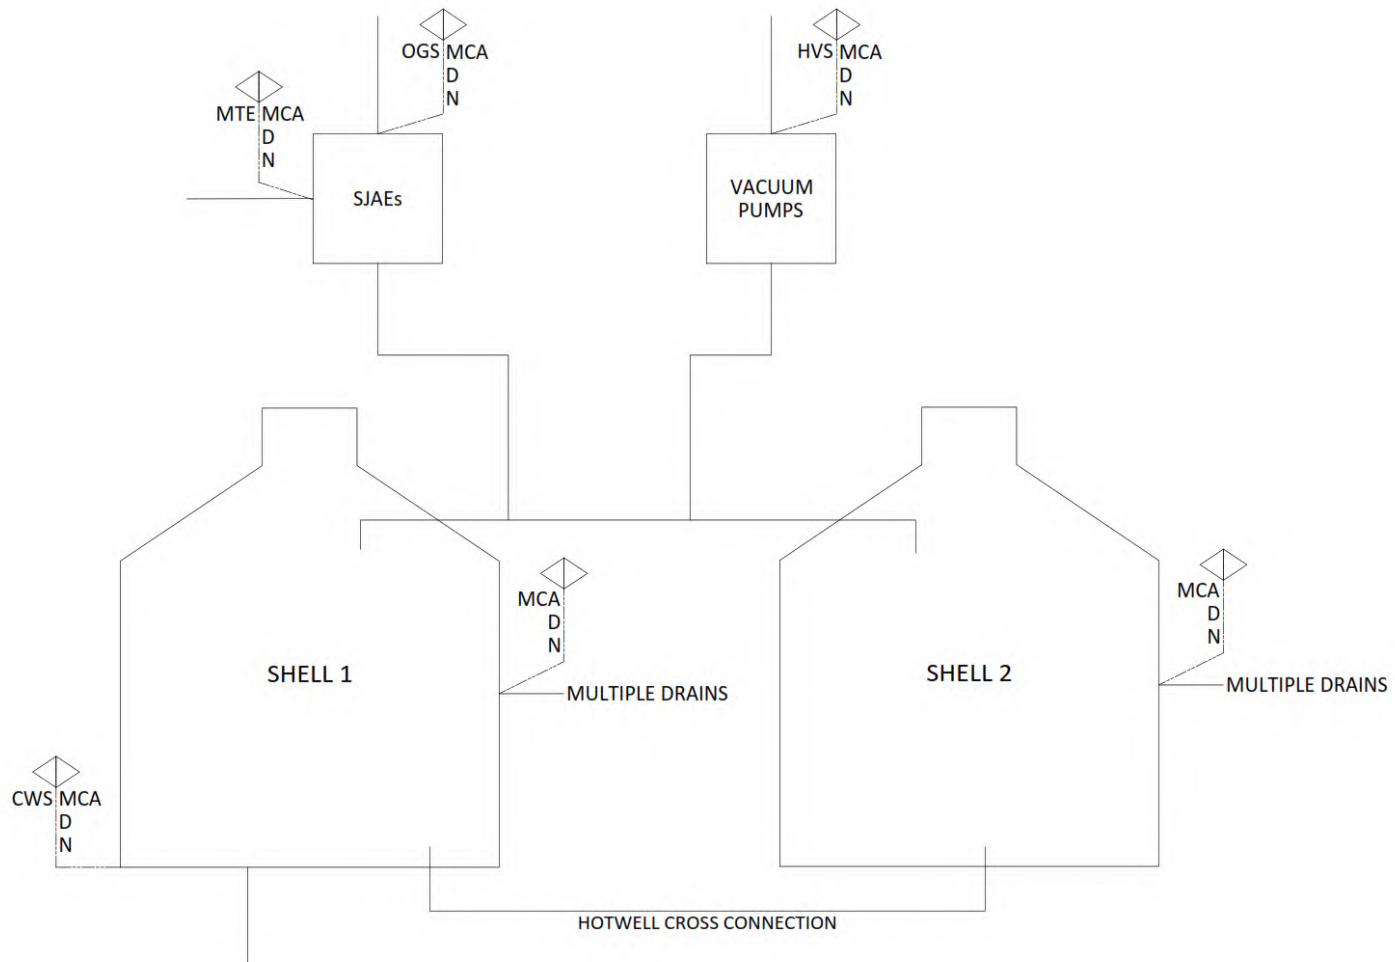 OGS MCA
D
N
HVS MCA
D
N
MTE MCA
D
N
SJAEs
VACUUM
PUMPS
MCA
D
N
MCA
D
N
SHELL 1
SHELL 2
MULTIPLE DRAINS
MULTIPLE DRAINS
CWS MCA
D
N
HOTWELL CROSS CONNECTION